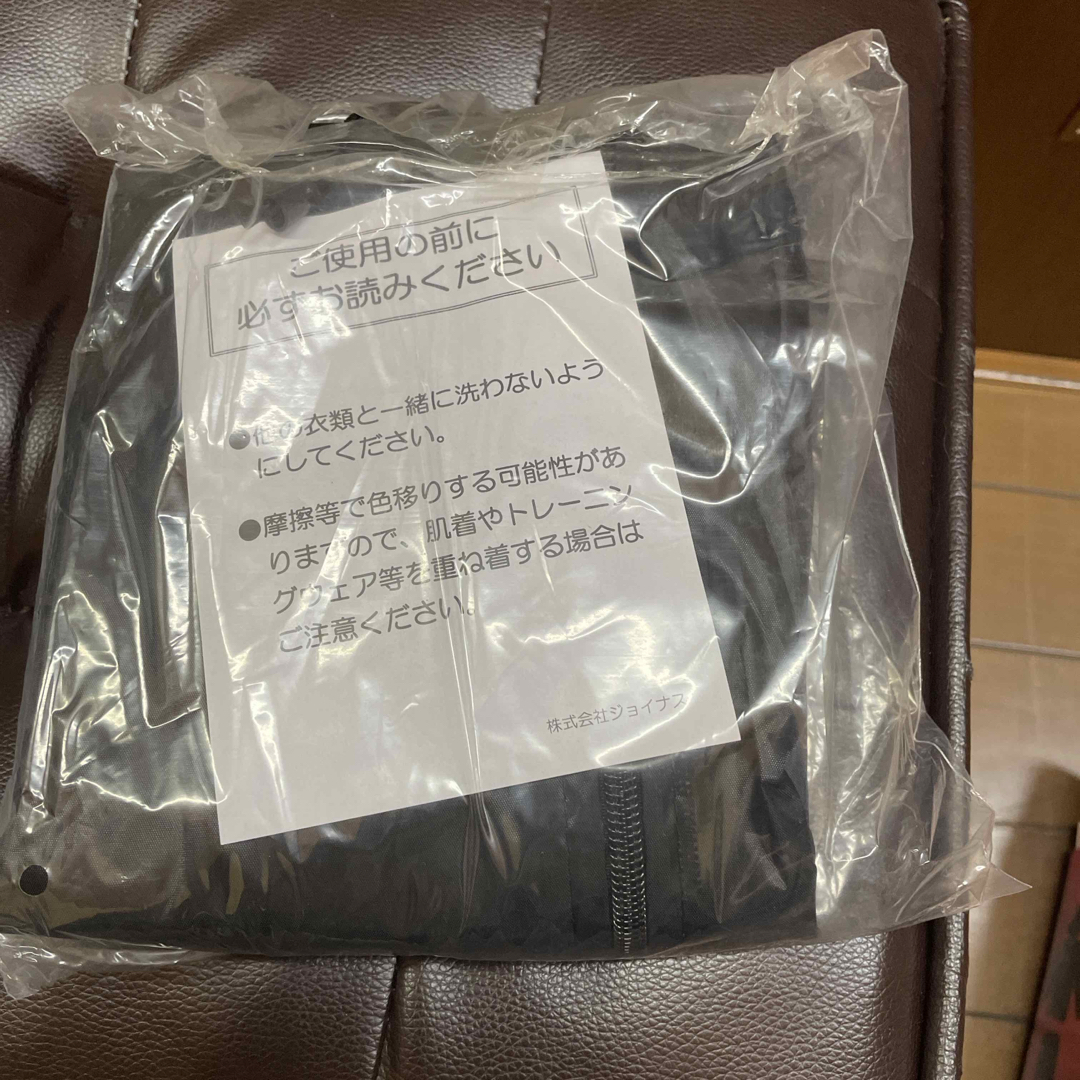 ご使用の前に
必ずお読みください
●他の衣類と一緒に洗わないよう
にしてください。
●摩擦等で色移りする可能性があ
りますので、肌着やトレーニン
グウェア等を重ね着する場合は
ご注意ください。
株式会社ジョイナス